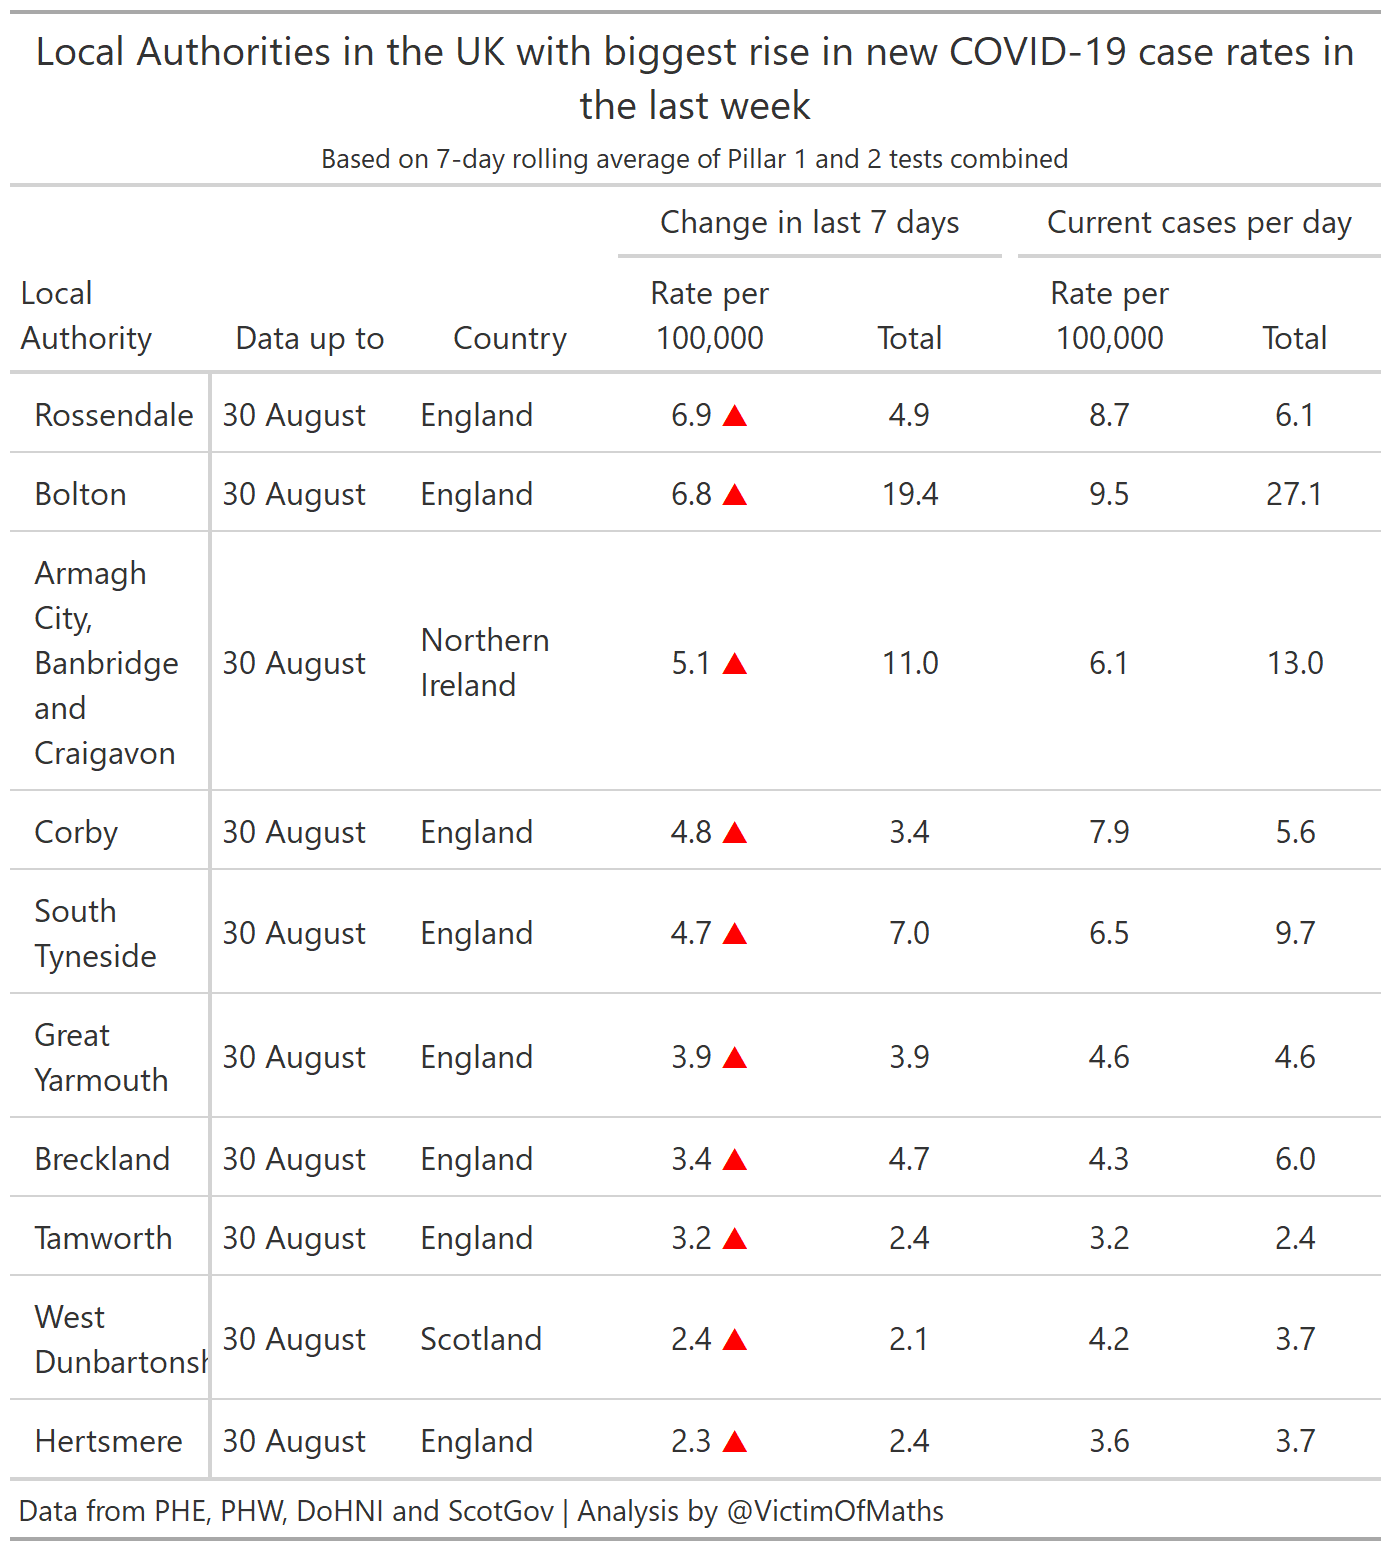 Local Authorities in the UK with biggest rise in new COVID-19 case rates in
the last week
Based on 7-day rolling average of Pillar 1 and 2 tests combined
Change in last 7 days Current cases per day
Local Authority Data up to Country Rate per 100,000 Total Rate per 100,000 Total
Rossendale 30 August England 6.9 ▲ 4.9 8.7 6.1
Bolton 30 August England 6.8 ▲ 19.4 9.5 27.1
Armagh
City,
Banbridge
and
Craigavon
30 August Northern Ireland 5.1 ▲ 11.0 6.1 13.0
Corby 30 August England 4.8 ▲ 3.4 7.9 5.6
South
Tyneside
30 August England 4.7 ▲ 7.0 6.5 9.7
Great
Yarmouth
30 August England 3.9 ▲ 3.9 4.6 4.6
Breckland 30 August England 3.4 ▲ 4.7 4.3 6.0
Tamworth 30 August England 3.2 ▲ 2.4 3.2 2.4
West
Dunbartonsh
30 August Scotland 2.4 ▲ 2.1 4.2 3.7
Hertsmere 30 August England 2.3 ▲ 2.4 3.6 3.7
Data from PHE, PHW, DoHNI and ScotGov | Analysis by @VictimOfMaths